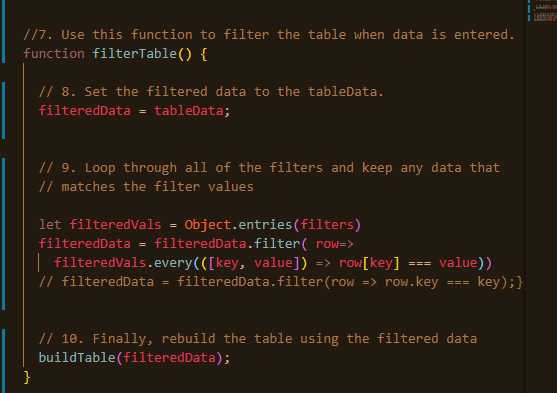 //7. Use this function to filter the table when data is entered.
function filterTable() {
// 8. Set the filtered data to the tableData.
filteredData = tableData;
// 9. Loop through all of the filters and keep any data that
// matches the filter values
let filteredVals = Object.entries(filters)
filteredData = filteredData.filter( row=>
filteredVals.every(([key, value]) => row[key] === value))
// filteredData = filteredData.filter(row => row.key === key);}
// 10. Finally, rebuild the table using the filtered data
buildTable(filteredData);
}